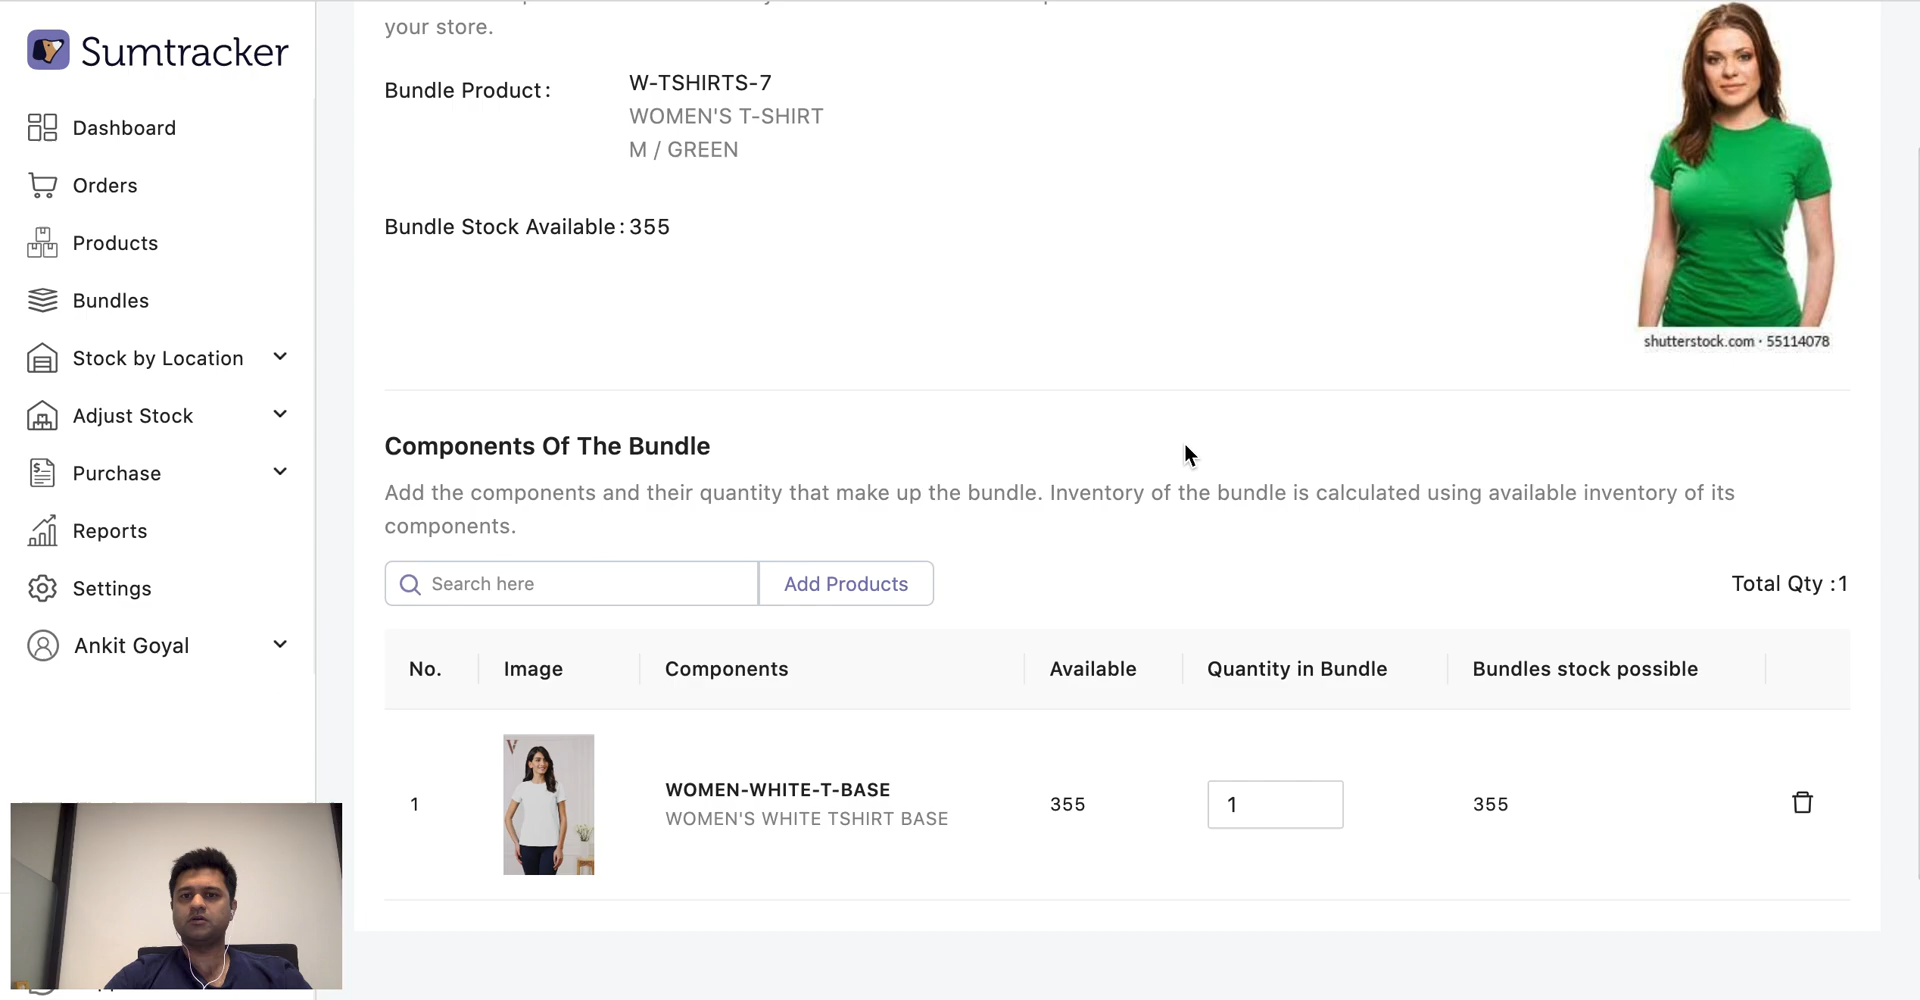 Sumtracker
Dashboard
Orders
Products
Bundles
Stock by Location
Adjust Stock
Purchase
Reports
Settings
Ankit Goyal
your store.
Bundle Product:
W-TSHIRTS-7
WOMEN'S T-SHIRT
M / GREEN
Bundle Stock Available: 355
shutterstock.com · 55114078
Components Of The Bundle
Add the components and their quantity that make up the bundle. Inventory of the bundle is calculated using available inventory of its
components.
Search here
Add Products
Total Qty :1
No. Image Components Available Quantity in Bundle Bundles stock possible
V
1 WOMEN-WHITE-T-BASE 355 1 355
WOMEN'S WHITE TSHIRT BASE